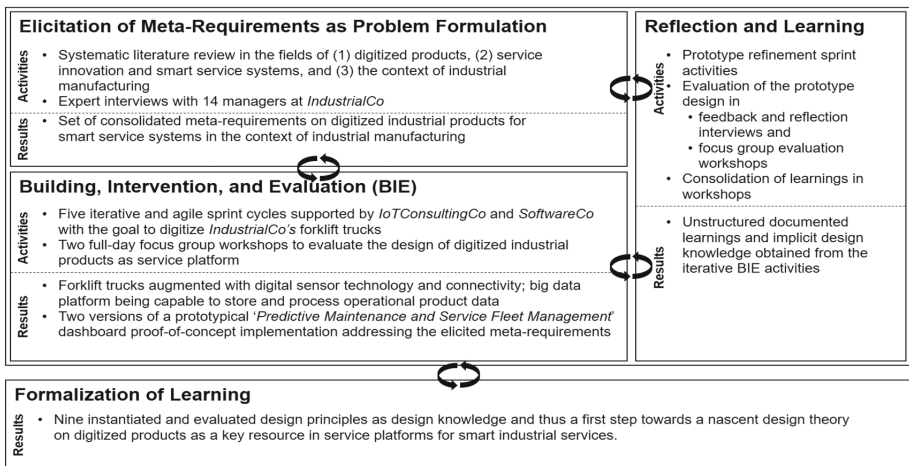 Elicitation of Meta-Requirements as Problem Formulation
Activities
• Systematic literature review in the fields of (1) digitized products, (2) service
innovation and smart service systems, and (3) the context of industrial
manufacturing
• Expert interviews with 14 managers at IndustrialCo
Results
• Set of consolidated meta-requirements on digitized industrial products for
smart service systems in the context of industrial manufacturing
Building, Intervention, and Evaluation (BIE)
Activities
• Five iterative and agile sprint cycles supported by IoTConsultingCo and SoftwareCo
with the goal to digitize IndustrialCo's forklift trucks
• Two full-day focus group workshops to evaluate the design of digitized industrial
products as service platform
Results
• Forklift trucks augmented with digital sensor technology and connectivity; big data
platform being capable to store and process operational product data
• Two versions of a prototypical 'Predictive Maintenance and Service Fleet Management'
dashboard proof-of-concept implementation addressing the elicited meta-requirements
Reflection and Learning
Activities
• Prototype refinement sprint
activities
• Evaluation of the prototype
design in
• feedback and reflection
interviews and
• focus group evaluation
workshops
• Consolidation of learnings in
workshops
Results
• Unstructured documented
learnings and implicit design
knowledge obtained from the
iterative BIE activities
Formalization of Learning
Results
• Nine instantiated and evaluated design principles as design knowledge and thus a first step towards a nascent design theory
on digitized products as a key resource in service platforms for smart industrial services.